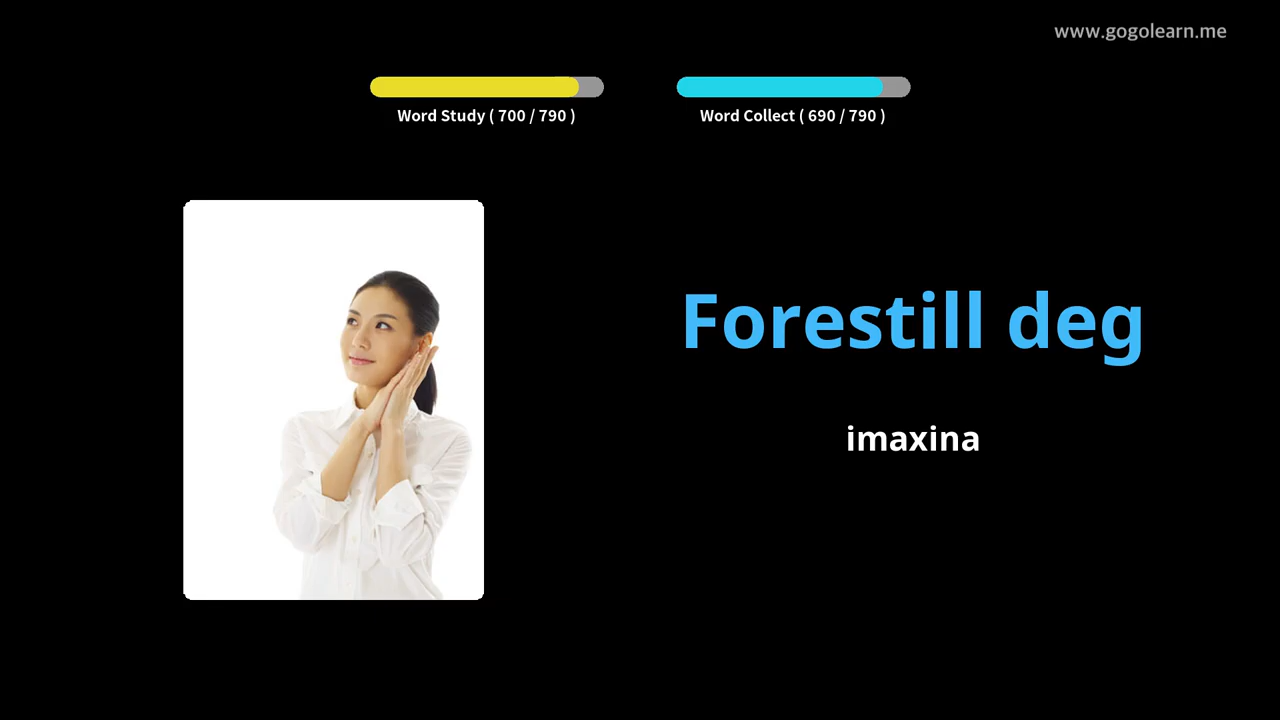 www.gogolearn.me
Word Study ( 700 / 790 )
Word Collect ( 690 / 790 )
Forestill deg
imaxina